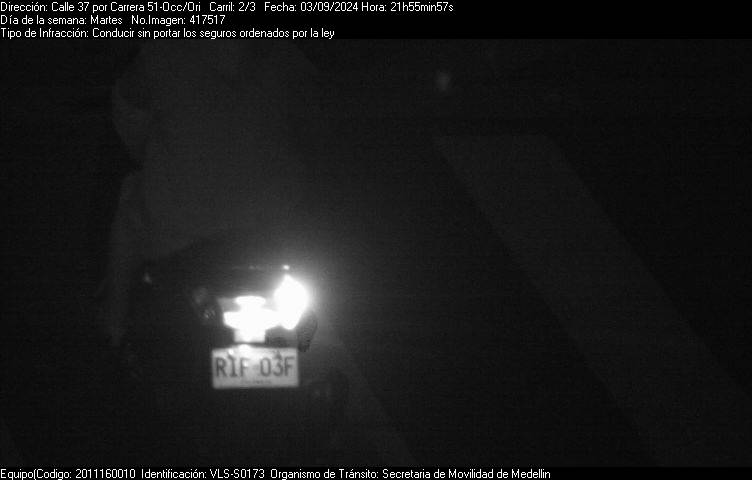 Dirección: Calle 37 por Carrera 51-Occ/Ori Carril: 2/3 Fecha: 03/09/2024 Hora: 21h55min57s
Día de la semana: Martes No.Imagen: 417517
Tipo de Infracción: Conducir sin portar los seguros ordenados por la ley
RIF 03F
Equipo(Codigo: 2011160010 Identificación: VLS-S0173 Organismo de Tránsito: Secretaria de Movilidad de Medellin